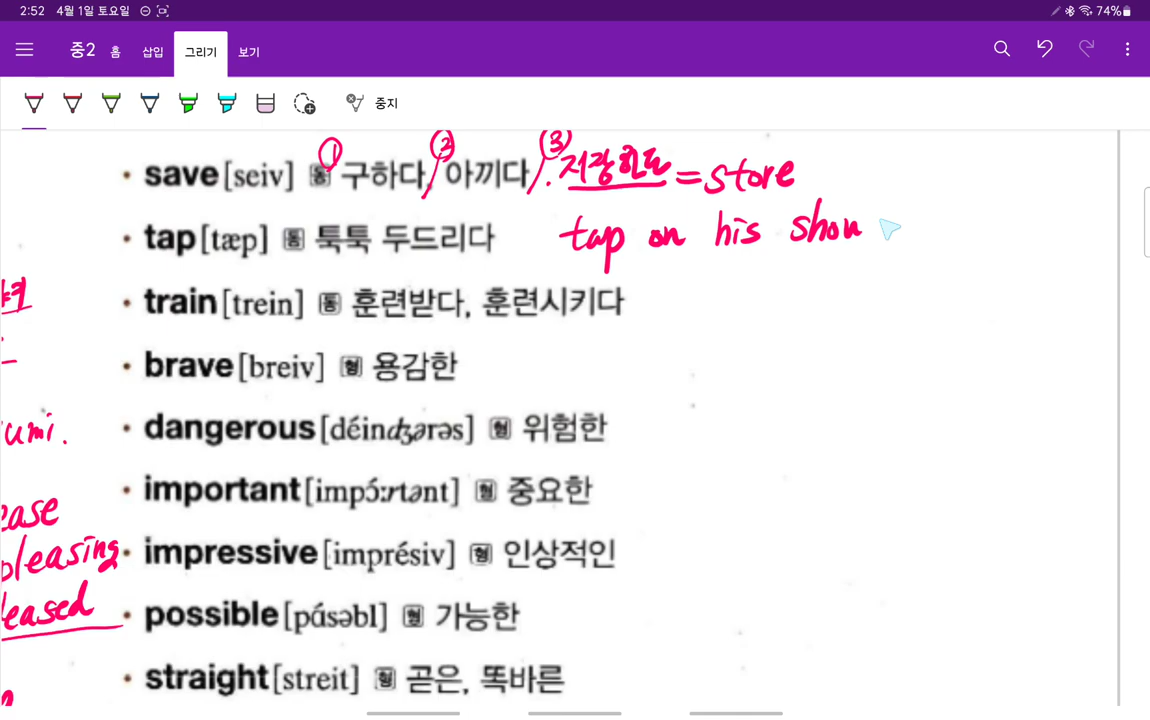 2:52 4월 1일 토요일 74%
중2 홈 삽입 그리기 보기
중지
• save [seiv] 동 ① 구하다, / ② 아끼다 / ③ 저장한다 = store
• tap [tæp] 동 툭툭 두드리다 tap on his shou
• train [trein] 동 훈련받다, 훈련시키다
• brave [breiv] 형 용감한
• dangerous [déindʒərəs] 형 위험한
umi.
• important [impɔ́ːrtənt] 형 중요한
ease
• impressive [imprésiv] 형 인상적인
pleasing
• possible [pάsəbl] 형 가능한
leased
• straight [streit] 형 곧은, 똑바른